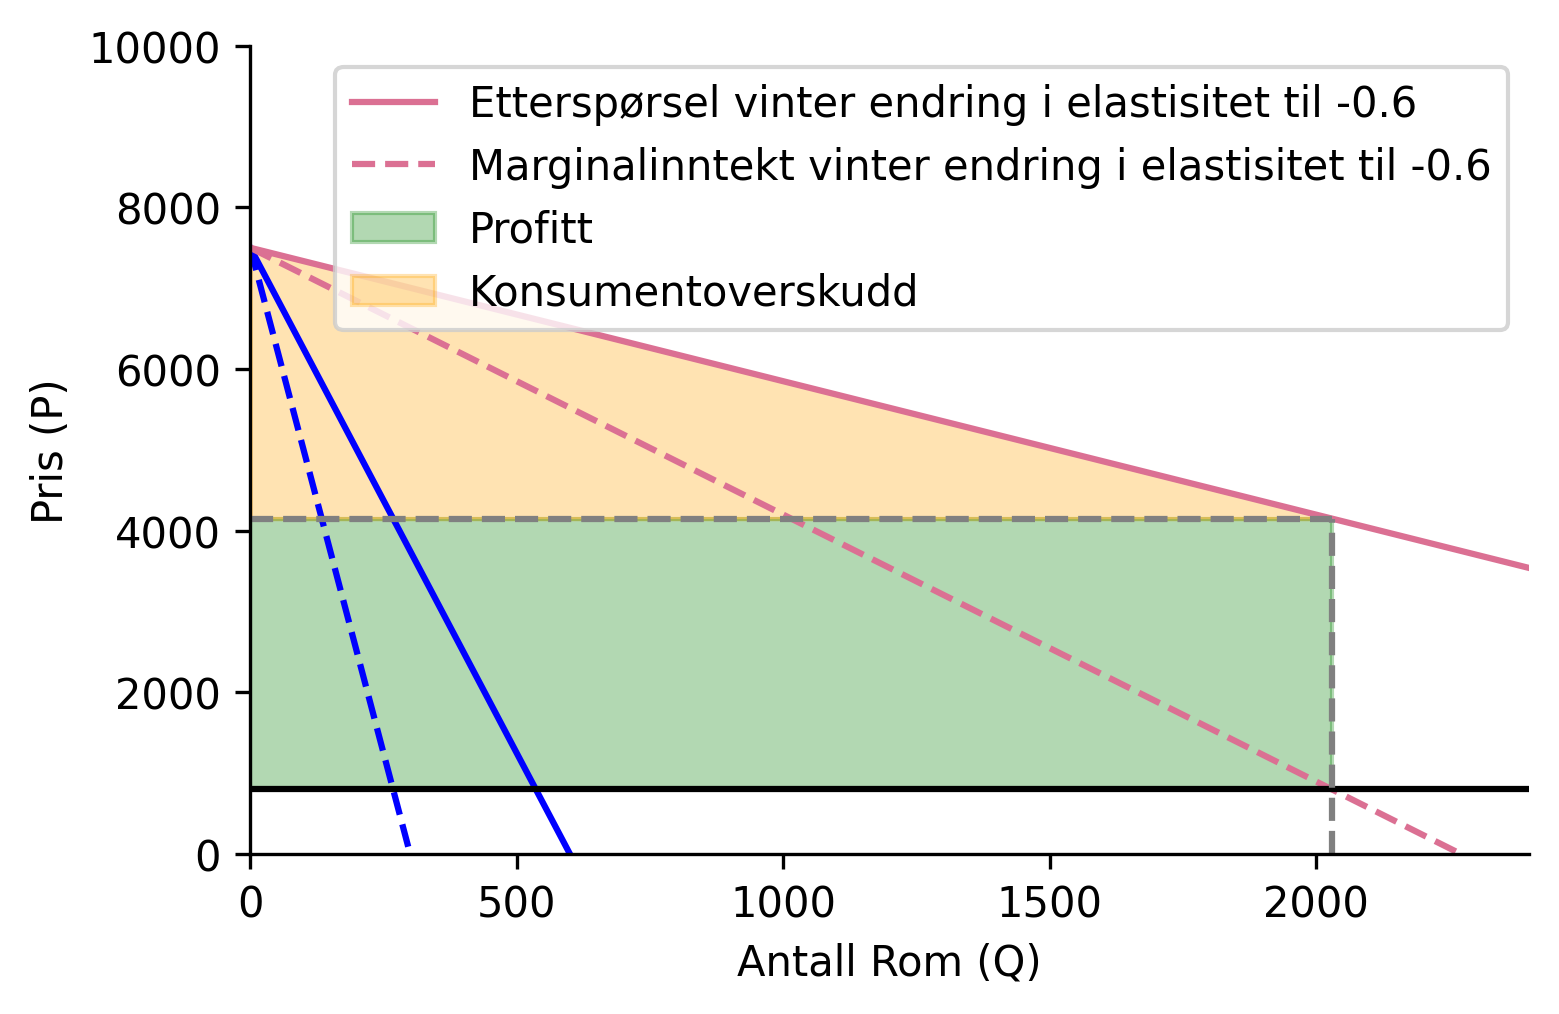 10000
8000
6000
4000
2000
0
Pris (P)
Etterspørsel vinter endring i elastisitet til -0.6
Marginalinntekt vinter endring i elastisitet til -0.6
Profitt
Konsumentoverskudd
0 500 1000 1500 2000
Antall Rom (Q)